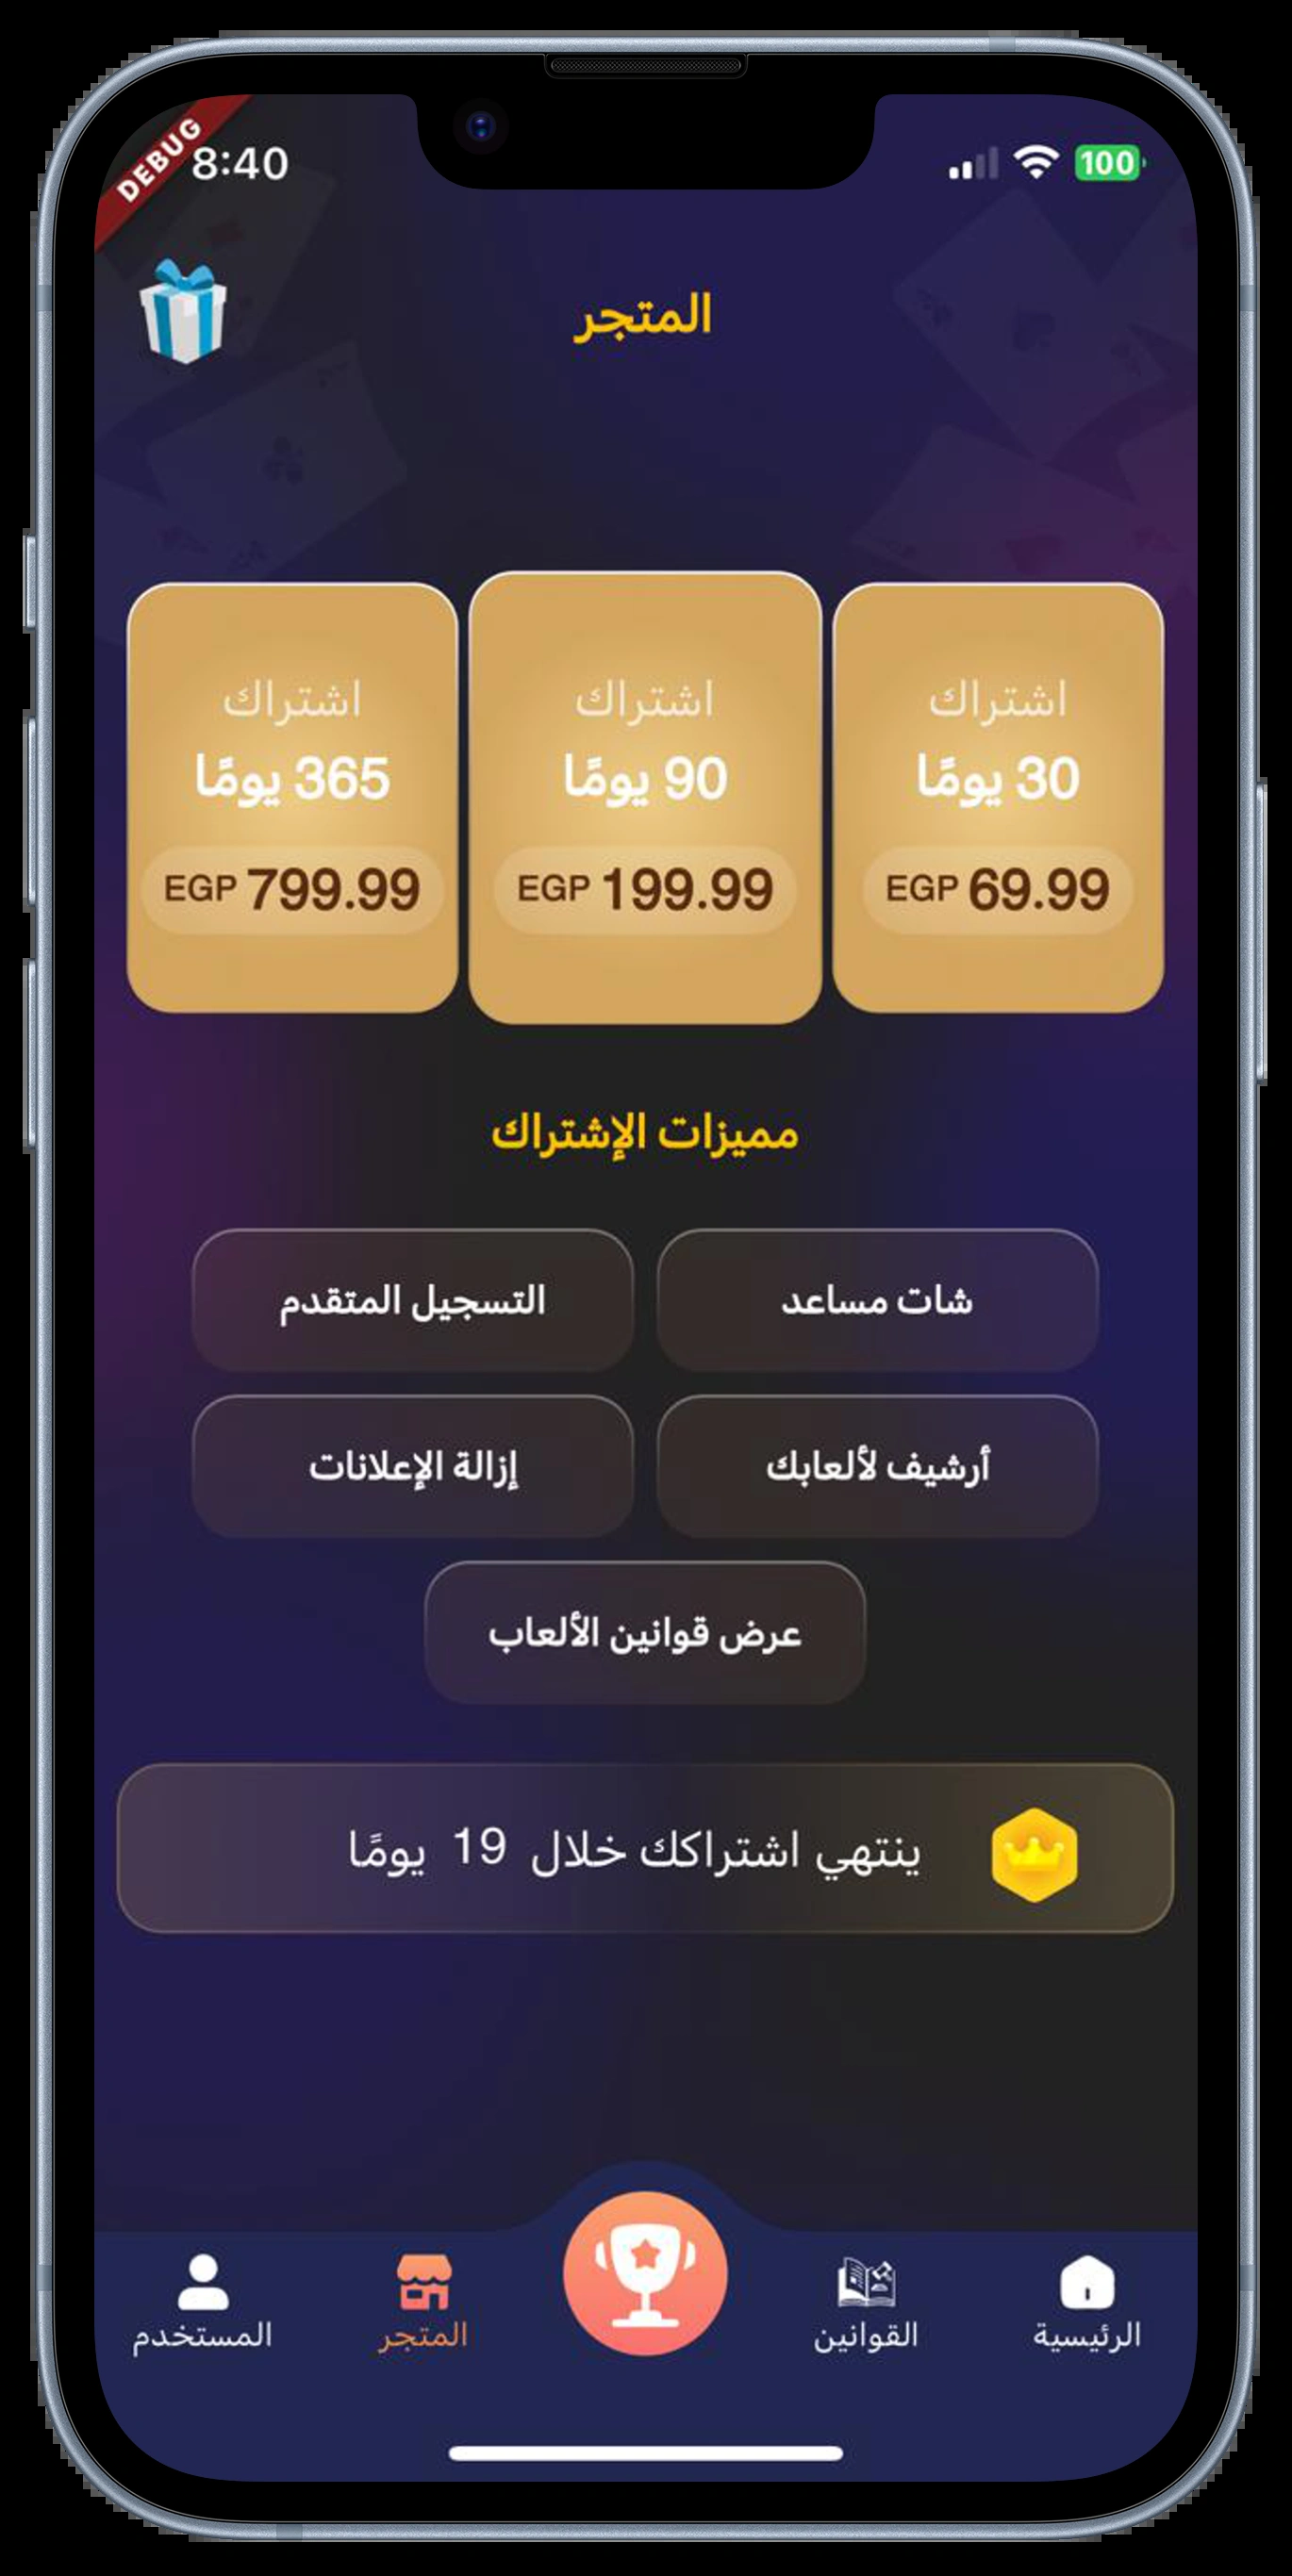 DEBUG
8:40
100
المتجر
اشتراك
30 يومًا
69.99 EGP
اشتراك
90 يومًا
199.99 EGP
اشتراك
365 يومًا
799.99 EGP
مميزات الإشتراك
شات مساعد
التسجيل المتقدم
أرشيف لألعابك
إزالة الإعلانات
عرض قوانين الألعاب
ينتهي اشتراكك خلال 19 يومًا
الرئيسية
القوانين
المتجر
المستخدم